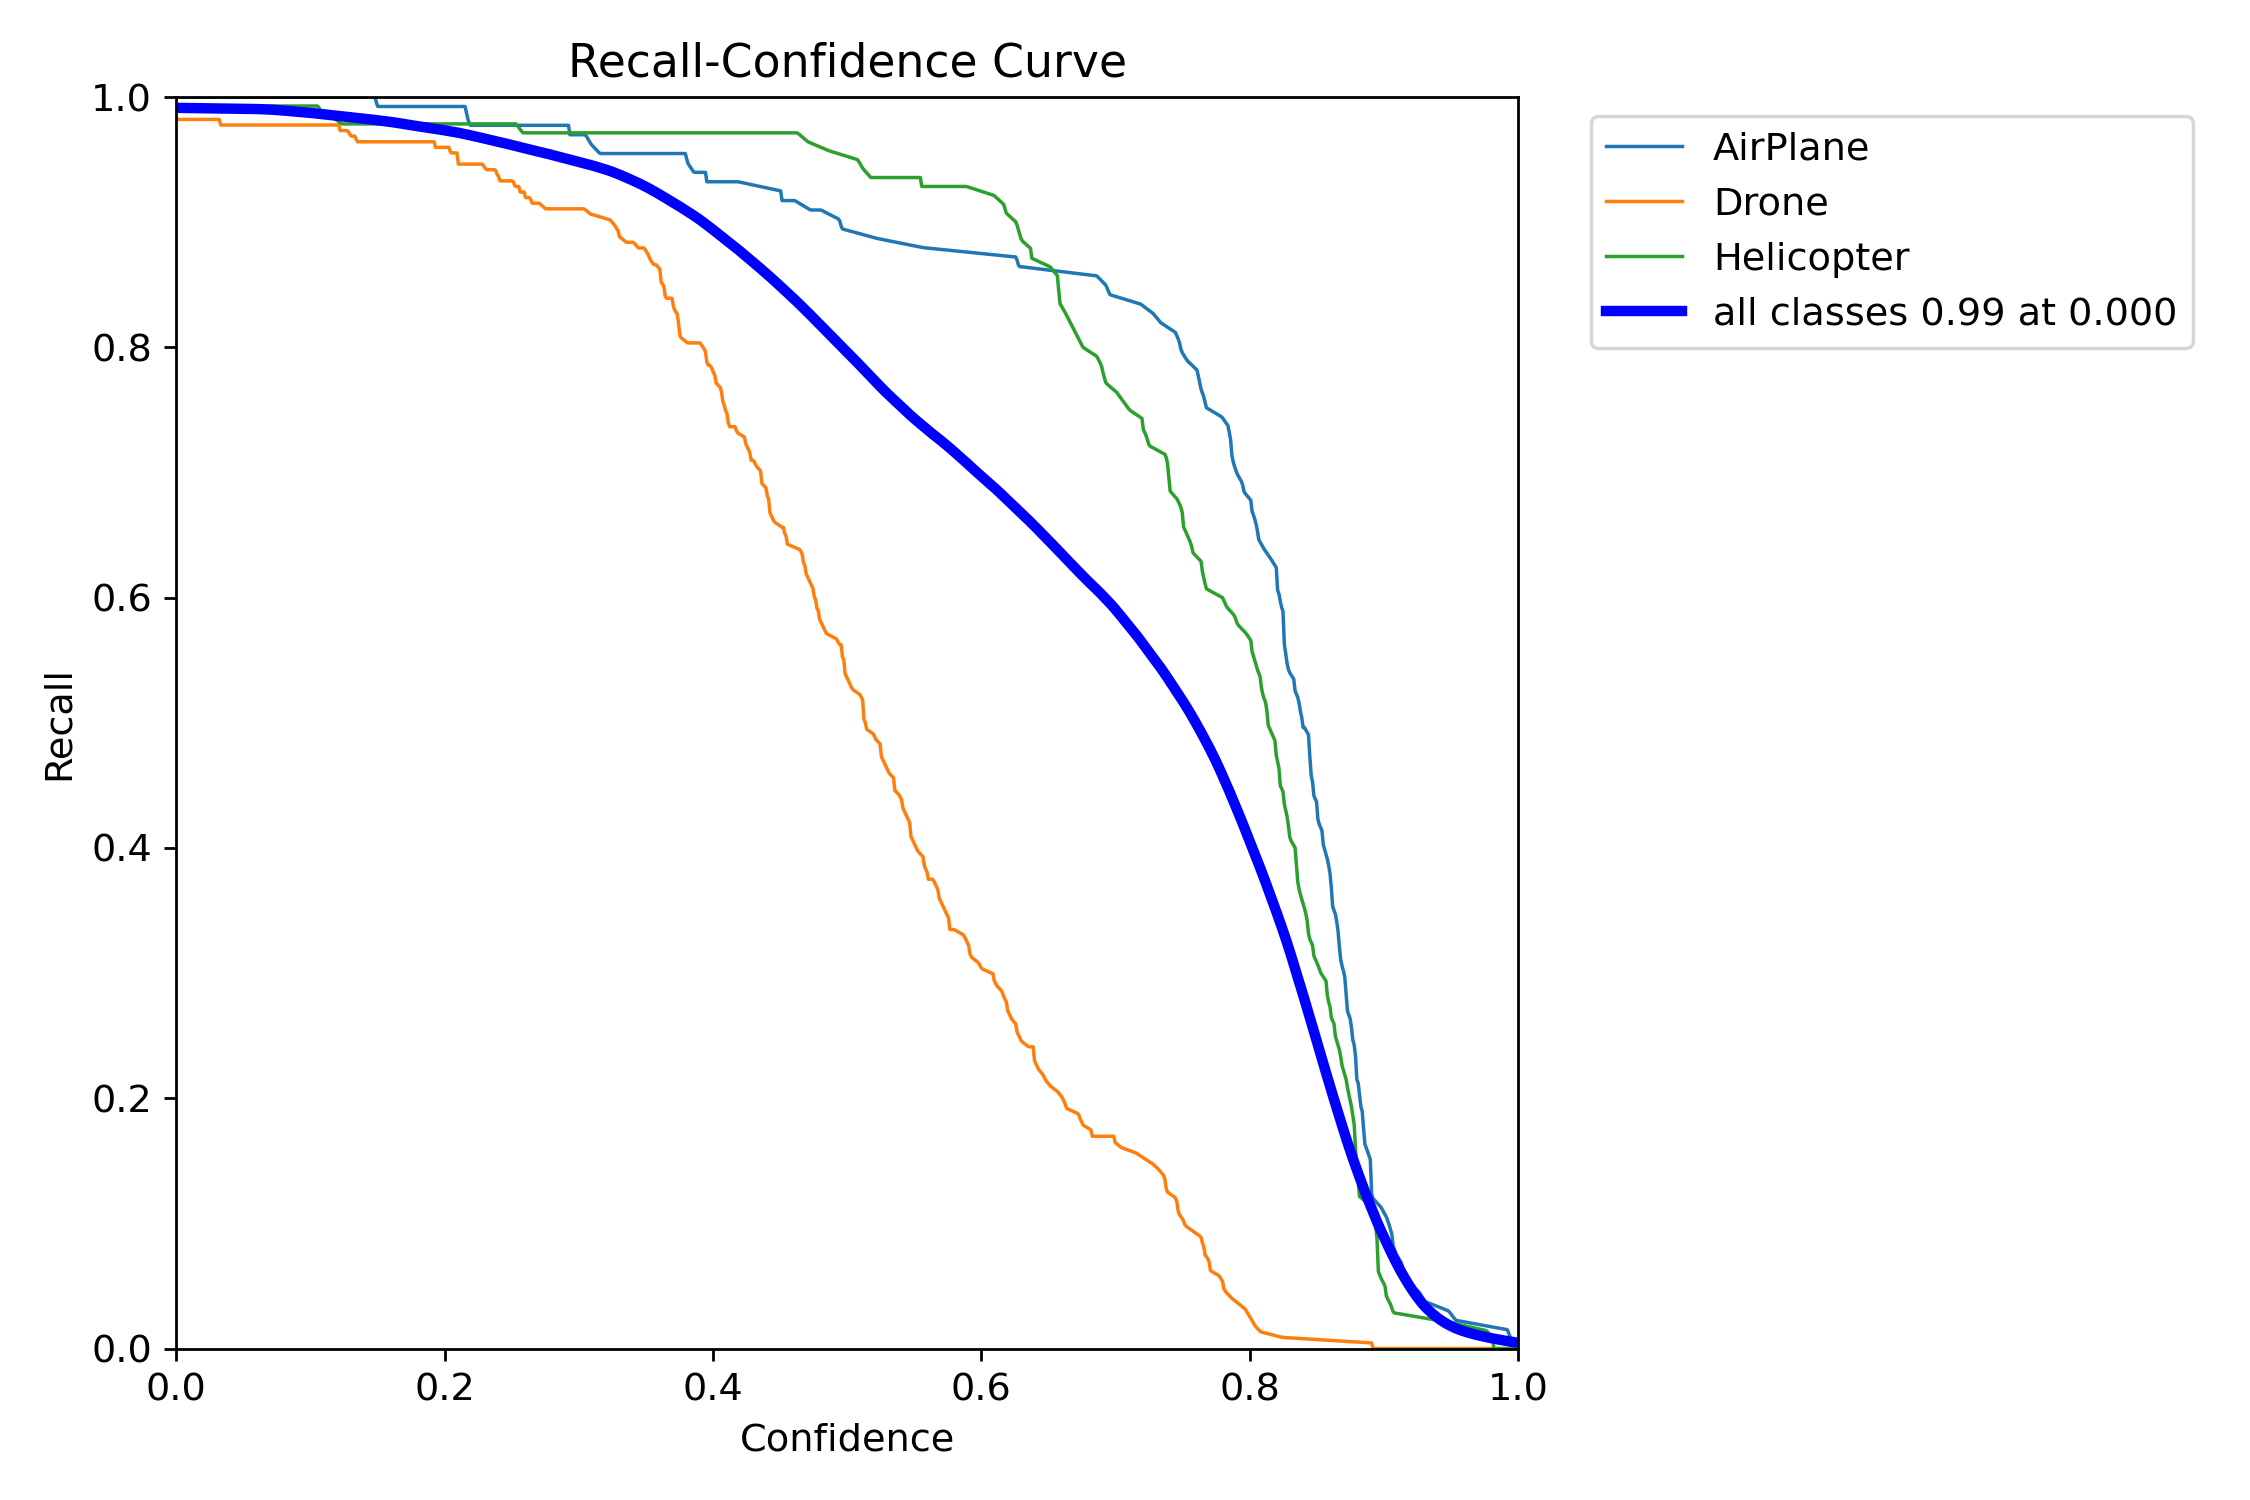 Recall-Confidence Curve
1.0
0.8
0.6
0.4
0.2
0.0
Recall
0.0 0.2 0.4 0.6 0.8 1.0
Confidence
AirPlane
Drone
Helicopter
all classes 0.99 at 0.000